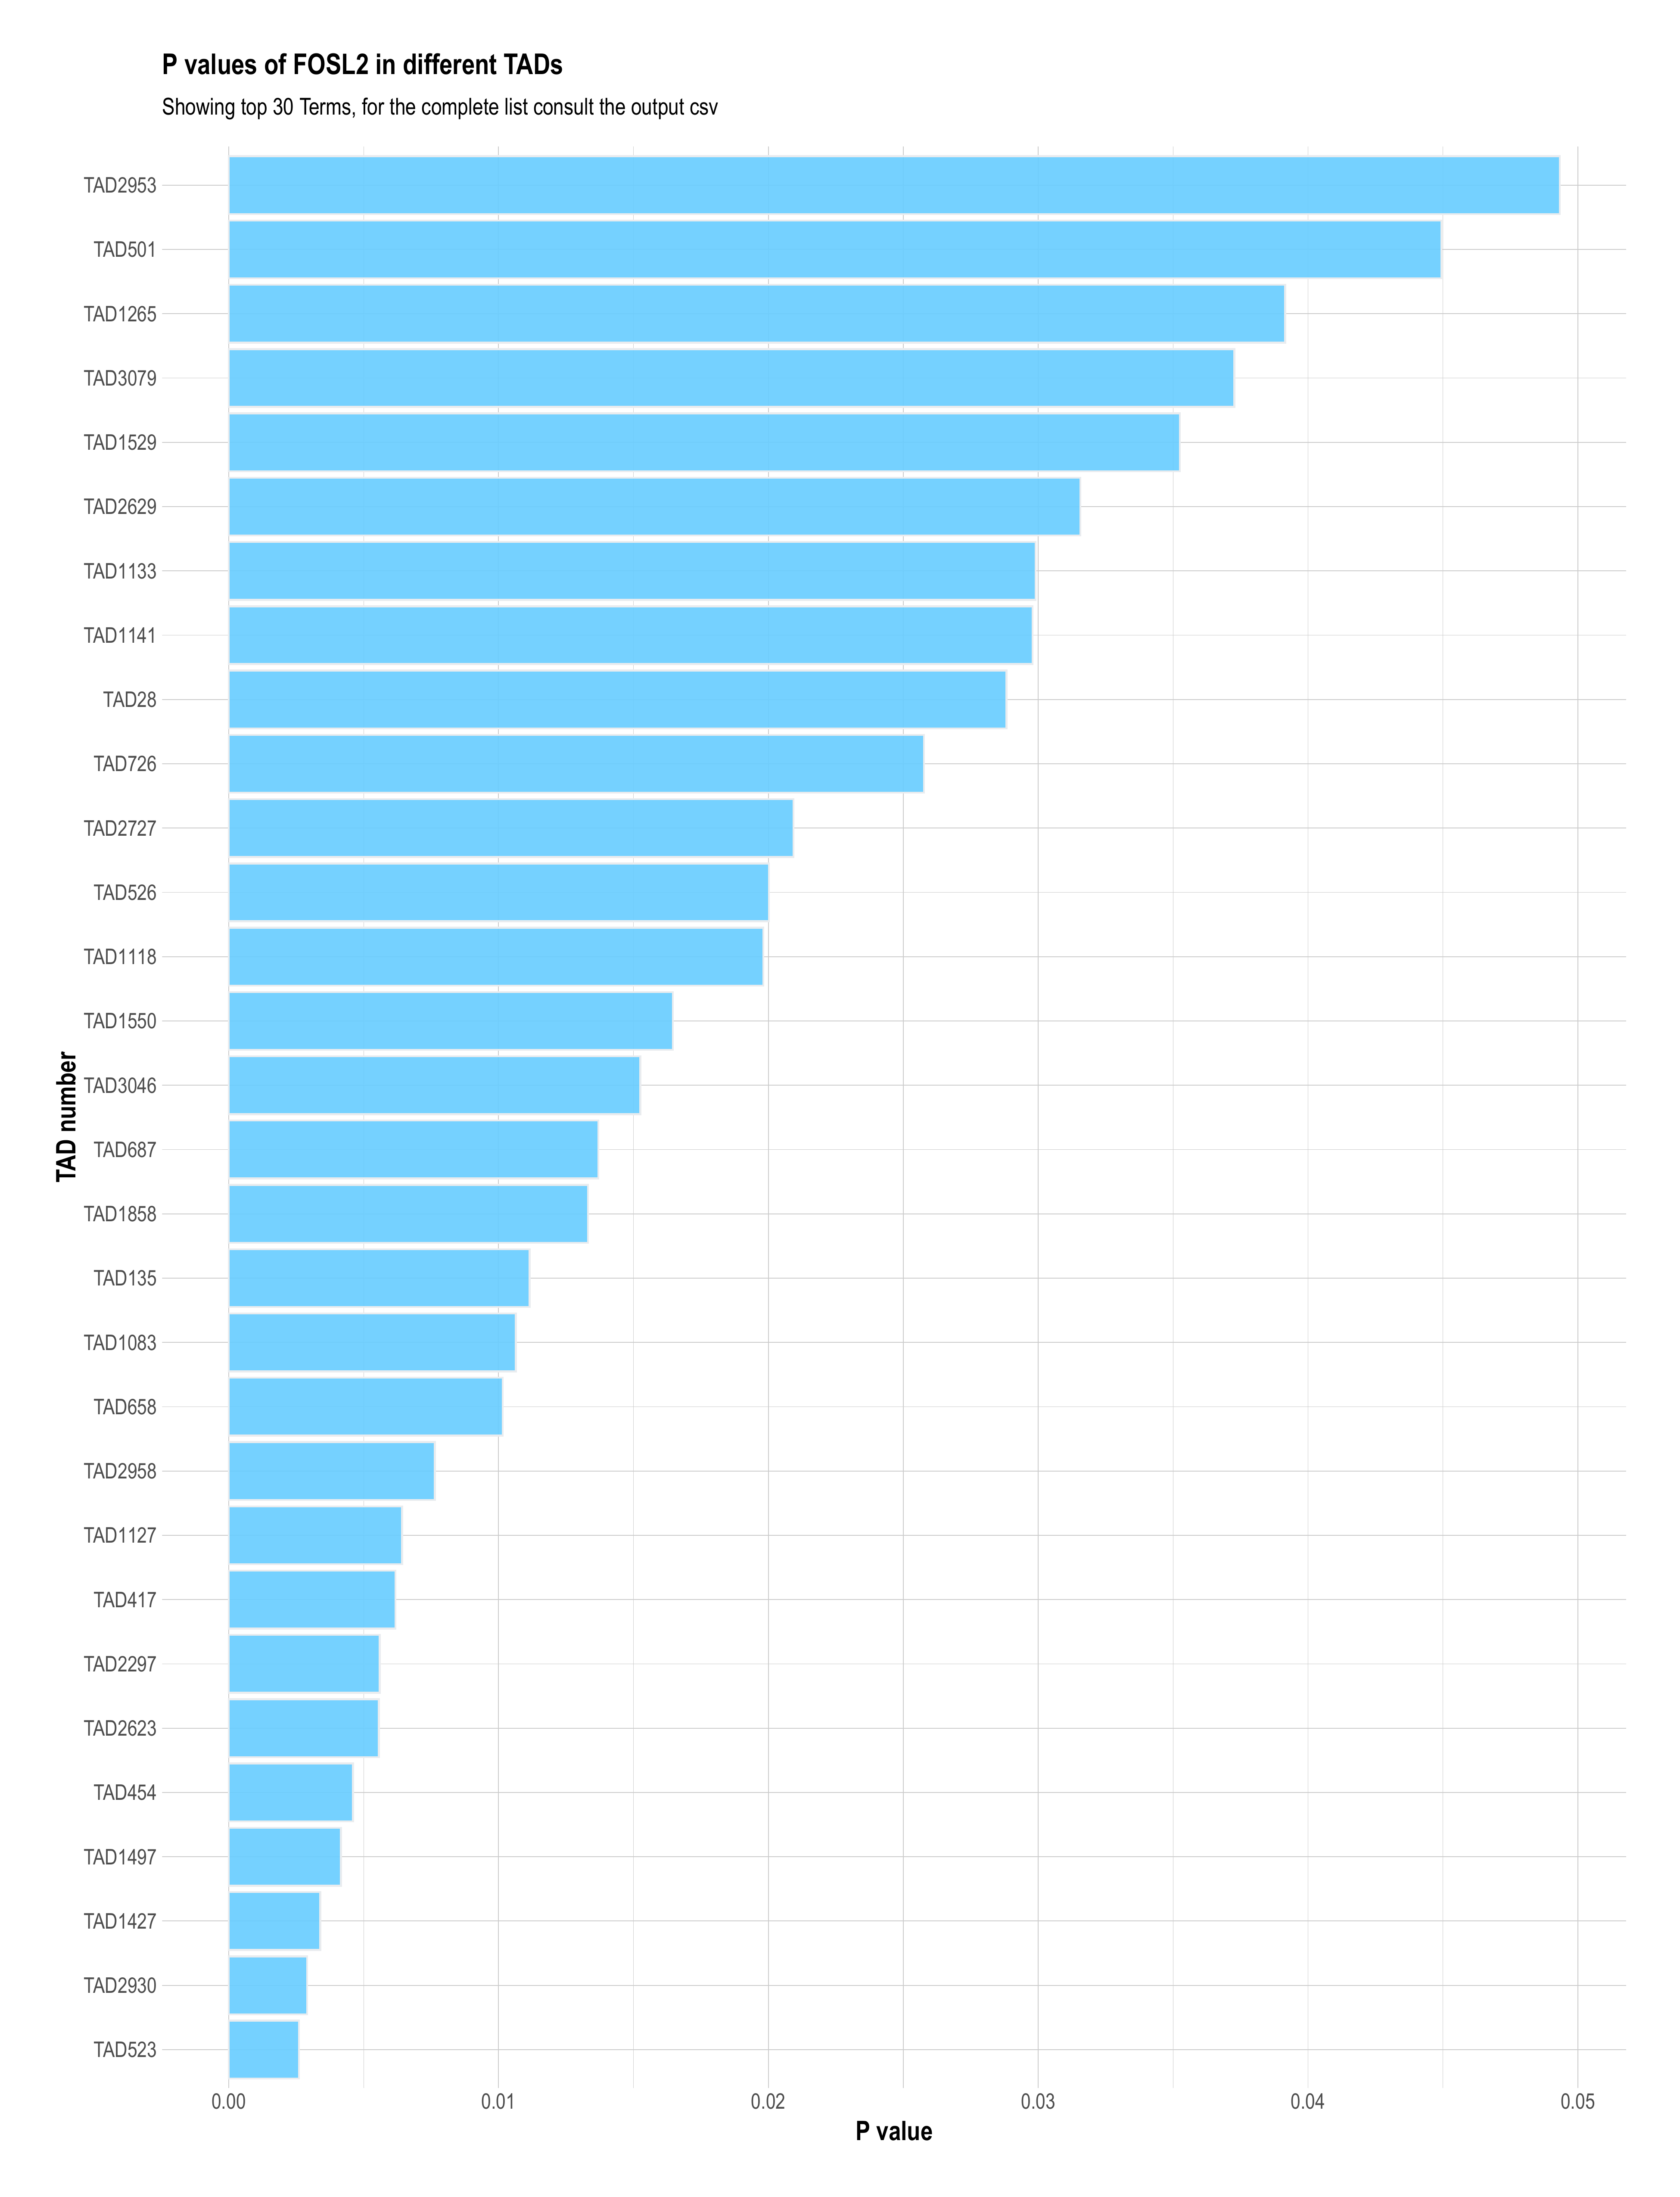 P values of FOSL2 in different TADs
Showing top 30 Terms, for the complete list consult the output csv
TAD2953
TAD501
TAD1265
TAD3079
TAD1529
TAD2629
TAD1133
TAD1141
TAD28
TAD726
TAD2727
TAD526
TAD1118
TAD1550
TAD3046
TAD687
TAD1858
TAD135
TAD1083
TAD658
TAD2958
TAD1127
TAD417
TAD2297
TAD2623
TAD454
TAD1497
TAD1427
TAD2930
TAD523
TAD number
0.00 0.01 0.02 0.03 0.04 0.05
P value